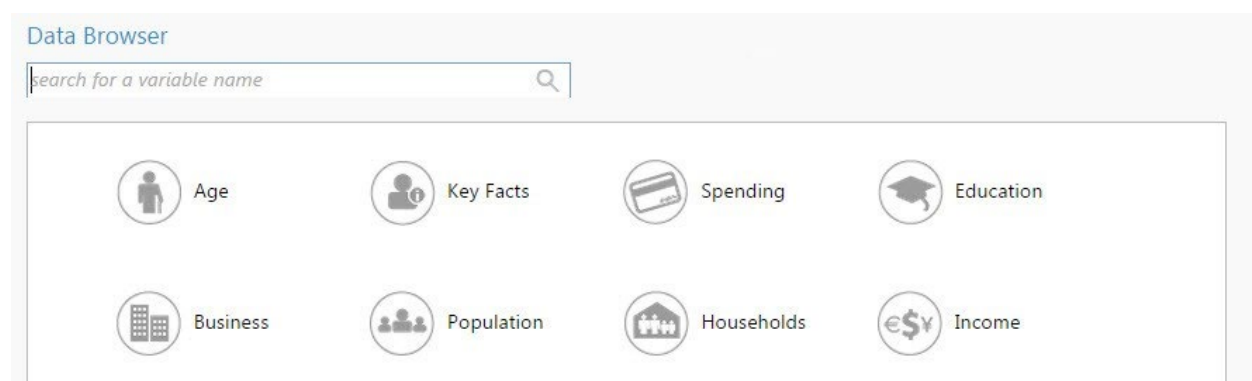 Data Browser
search for a variable name
Age
Key Facts
Spending
Education
Business
Population
Households
€$¥ Income